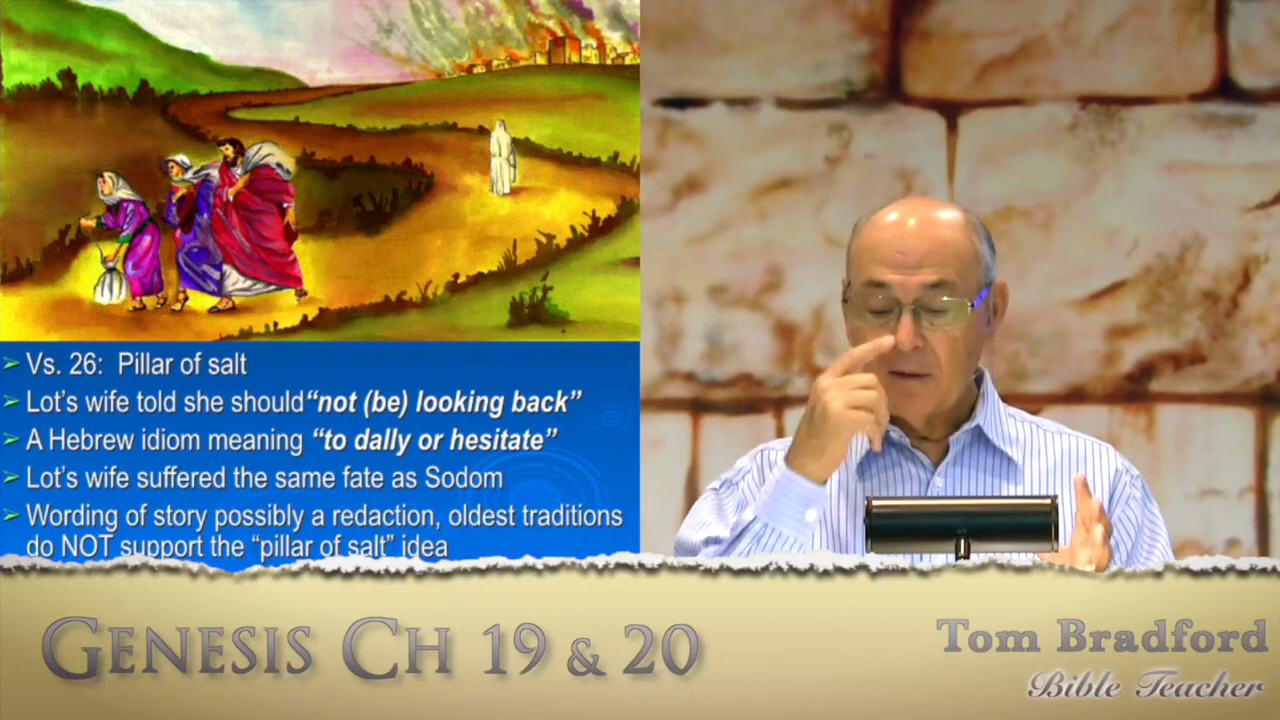 Vs. 26: Pillar of salt
Lot's wife told she should "not (be) looking back"
A Hebrew idiom meaning "to dally or hesitate"
Lot's wife suffered the same fate as Sodom
Wording of story possibly a redaction, oldest traditions
do NOT support the "pillar of salt" idea
GENESIS CH 19 & 20
Tom Bradford
Bible Teacher